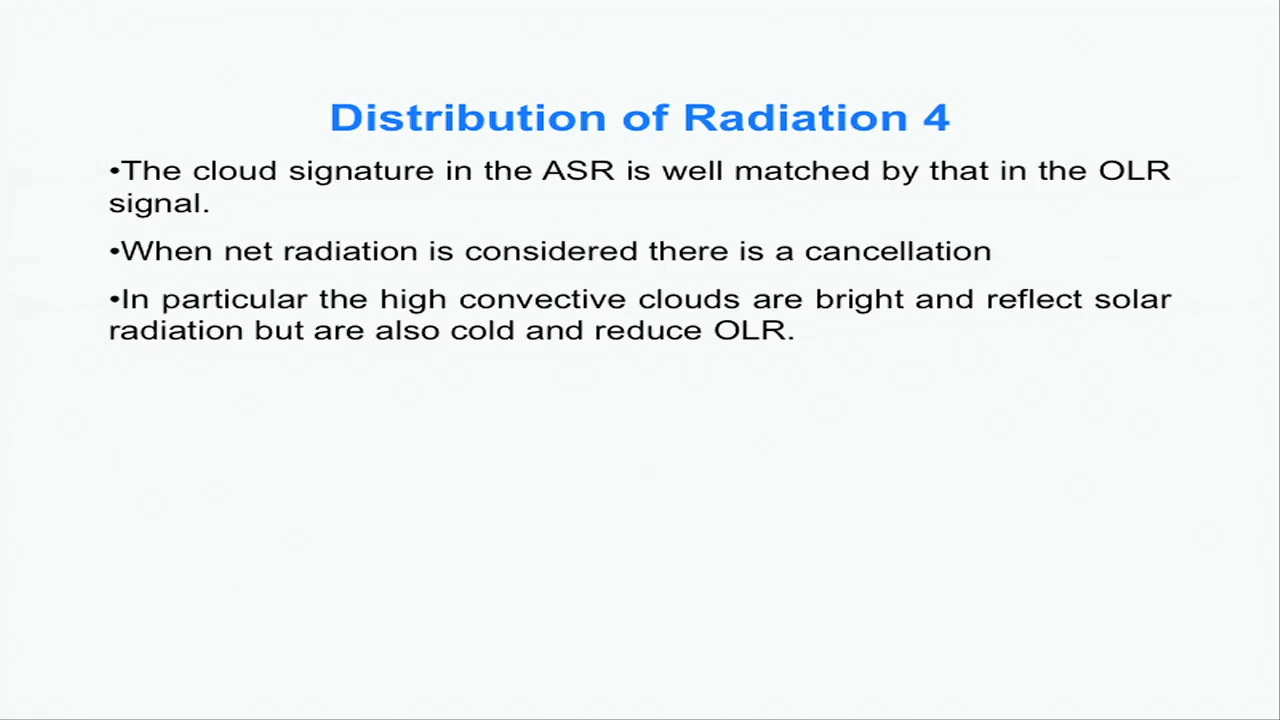 Distribution of Radiation 4
•The cloud signature in the ASR is well matched by that in the OLR
signal.
•When net radiation is considered there is a cancellation
•In particular the high convective clouds are bright and reflect solar
radiation but are also cold and reduce OLR.